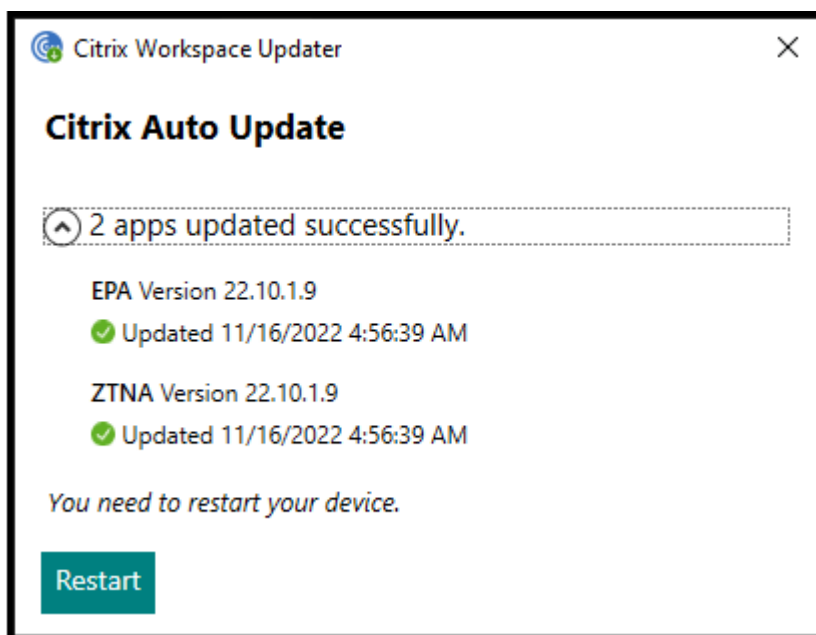 Citrix Workspace Updater
Citrix Auto Update
2 apps updated successfully.
EPA Version 22.10.1.9
Updated 11/16/2022 4:56:39 AM
ZTNA Version 22.10.1.9
Updated 11/16/2022 4:56:39 AM
You need to restart your device.
Restart